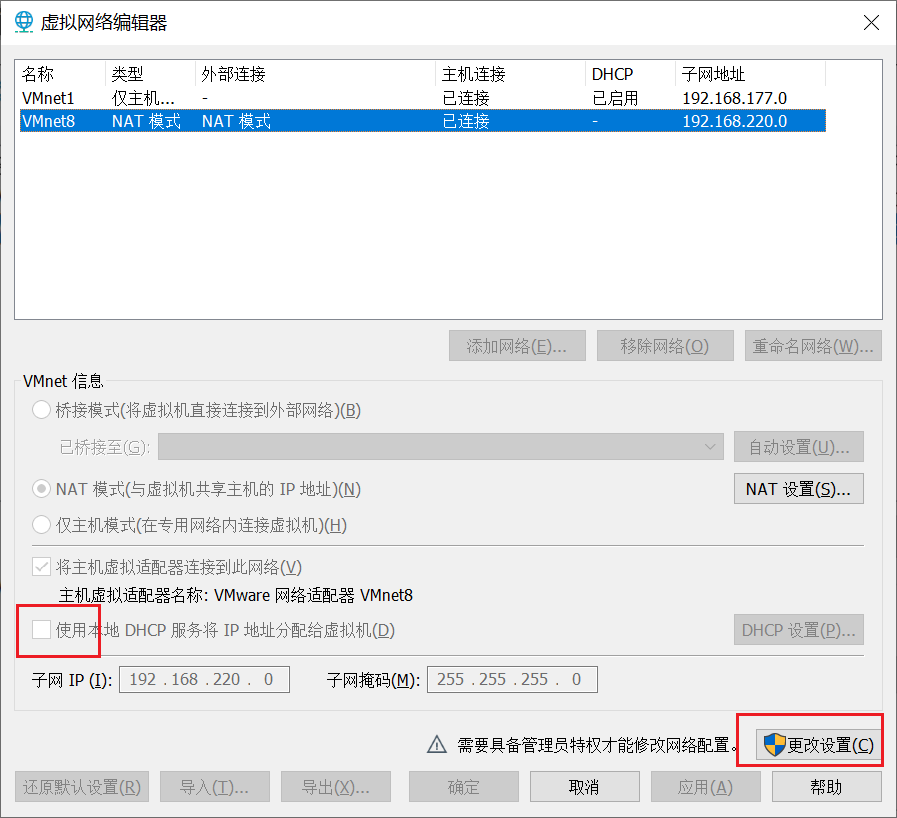 虚拟网络编辑器
名称 类型 外部连接 主机连接 DHCP 子网地址
VMnet1 仅主机... - 已连接 已启用 192.168.177.0
VMnet8 NAT 模式 NAT 模式 已连接 - 192.168.220.0
添加网络(E)... 移除网络(O) 重命名网络(W)...
VMnet 信息
桥接模式(将虚拟机直接连接到外部网络)(B)
已桥接至(G): 自动设置(U)...
NAT 模式(与虚拟机共享主机的 IP 地址)(N) NAT 设置(S)...
仅主机模式(在专用网络内连接虚拟机)(H)
将主机虚拟适配器连接到此网络(V)
主机虚拟适配器名称: VMware 网络适配器 VMnet8
使用本地 DHCP 服务将 IP 地址分配给虚拟机(D) DHCP 设置(P)...
子网 IP (I): 192 . 168 . 220 . 0 子网掩码(M): 255 . 255 . 255 . 0
需要具备管理员特权才能修改网络配置。 更改设置(C)
还原默认设置(R) 导入(T)... 导出(X)... 确定 取消 应用(A) 帮助